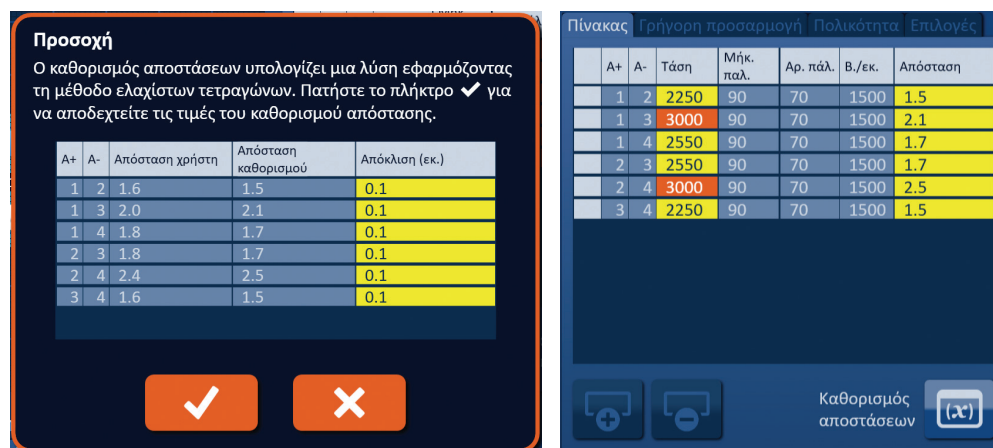 Προσοχή
Ο καθορισμός αποστάσεων υπολογίζει μια λύση εφαρμόζοντας
τη μέθοδο ελαχίστων τετραγώνων. Πατήστε το πλήκτρο ✔ για
να αποδεχτείτε τις τιμές του καθορισμού απόστασης.
A+ A- Απόσταση χρήστη Απόσταση καθορισμού Απόκλιση (εκ.)
1 2 1.6 1.5 0.1
1 3 2.0 2.1 0.1
1 4 1.8 1.7 0.1
2 3 1.8 1.7 0.1
2 4 2.4 2.5 0.1
3 4 1.6 1.5 0.1
Πίνακας Γρήγορη προσαρμογή Πολικότητα Επιλογές
A+ A- Τάση Μήκ. παλ. Αρ. πάλ. Β./εκ. Απόσταση
1 2 2250 90 70 1500 1.5
1 3 3000 90 70 1500 2.1
1 4 2550 90 70 1500 1.7
2 3 2550 90 70 1500 1.7
2 4 3000 90 70 1500 2.5
3 4 2250 90 70 1500 1.5
Καθορισμός
αποστάσεων
(x)